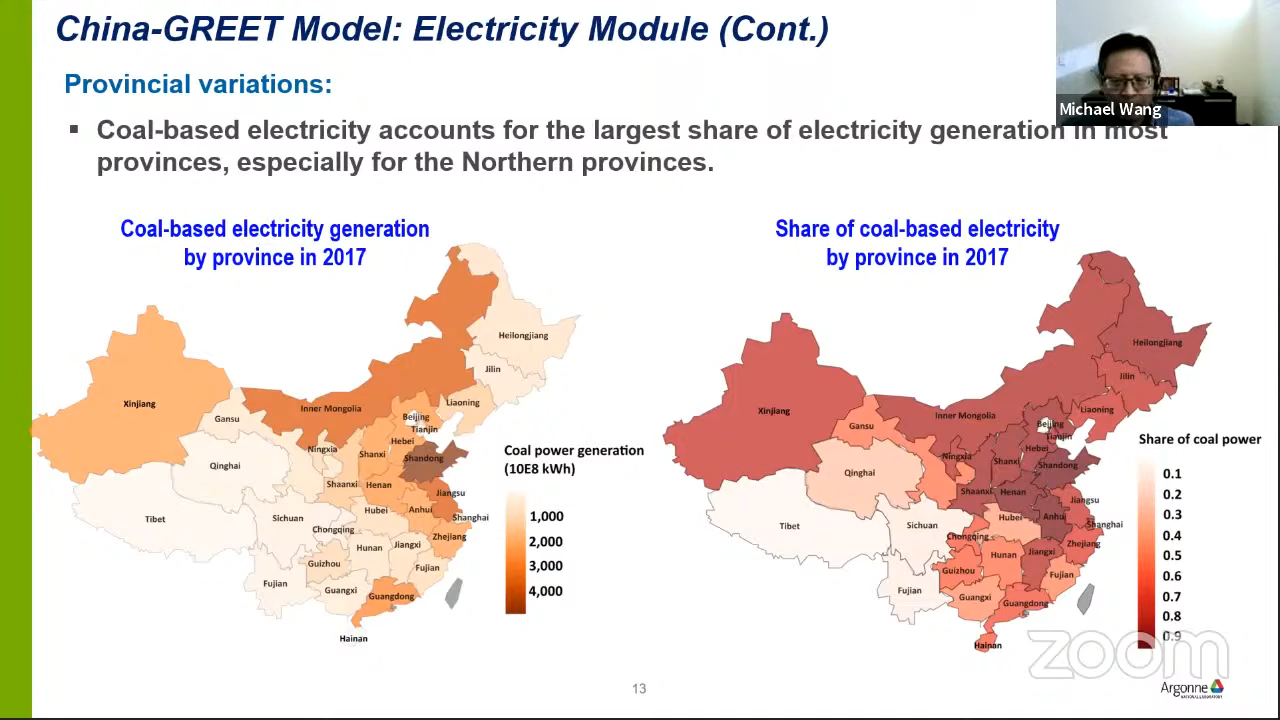 China-GREET Model: Electricity Module (Cont.)
Michael Wang
Provincial variations:
▪ Coal-based electricity accounts for the largest share of electricity generation in most
provinces, especially for the Northern provinces.
Coal-based electricity generation
by province in 2017
Heilongjiang
Jilin
Xinjiang
Liaoning
Inner Mongolia
Beijing
Gansu
Tianjin
Hebei
Ningxia
Shanxi
Shandong
Qinghai
Shaanxi
Henan
Jiangsu
Hubei
Anhui
Shanghai
Tibet
Sichuan
Chongqing
Zhejiang
Hunan
Jiangxi
Guizhou
Fujian
Fujian
Guangxi
Guangdong
Hainan
Coal power generation
(10E8 kWh)
1,000
2,000
3,000
4,000
Share of coal-based electricity
by province in 2017
Heilongjiang
Jilin
Xinjiang
Liaoning
Inner Mongolia
Beijing
Gansu
Tianjin
Hebei
Ningxia
Shanxi
Shandong
Qinghai
Shaanxi
Henan
Jiangsu
Hubei
Anhui
Shanghai
Tibet
Sichuan
Chongqing
Zhejiang
Hunan
Jiangxi
Guizhou
Fujian
Fujian
Guangxi
Guangdong
Hainan
Share of coal power
0.1
0.2
0.3
0.4
0.5
0.6
0.7
0.8
0.9
zoom
13
Argonne
NATIONAL LABORATORY